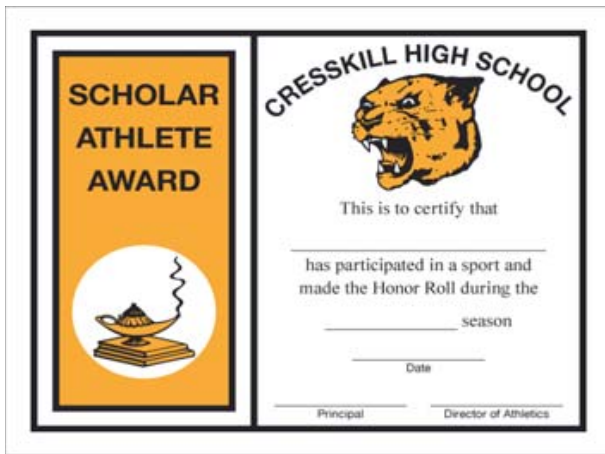 SCHOLAR
ATHLETE
AWARD
CRESSKILL HIGH SCHOOL
This is to certify that
has participated in a sport and
made the Honor Roll during the
season
Date
Principal
Director of Athletics